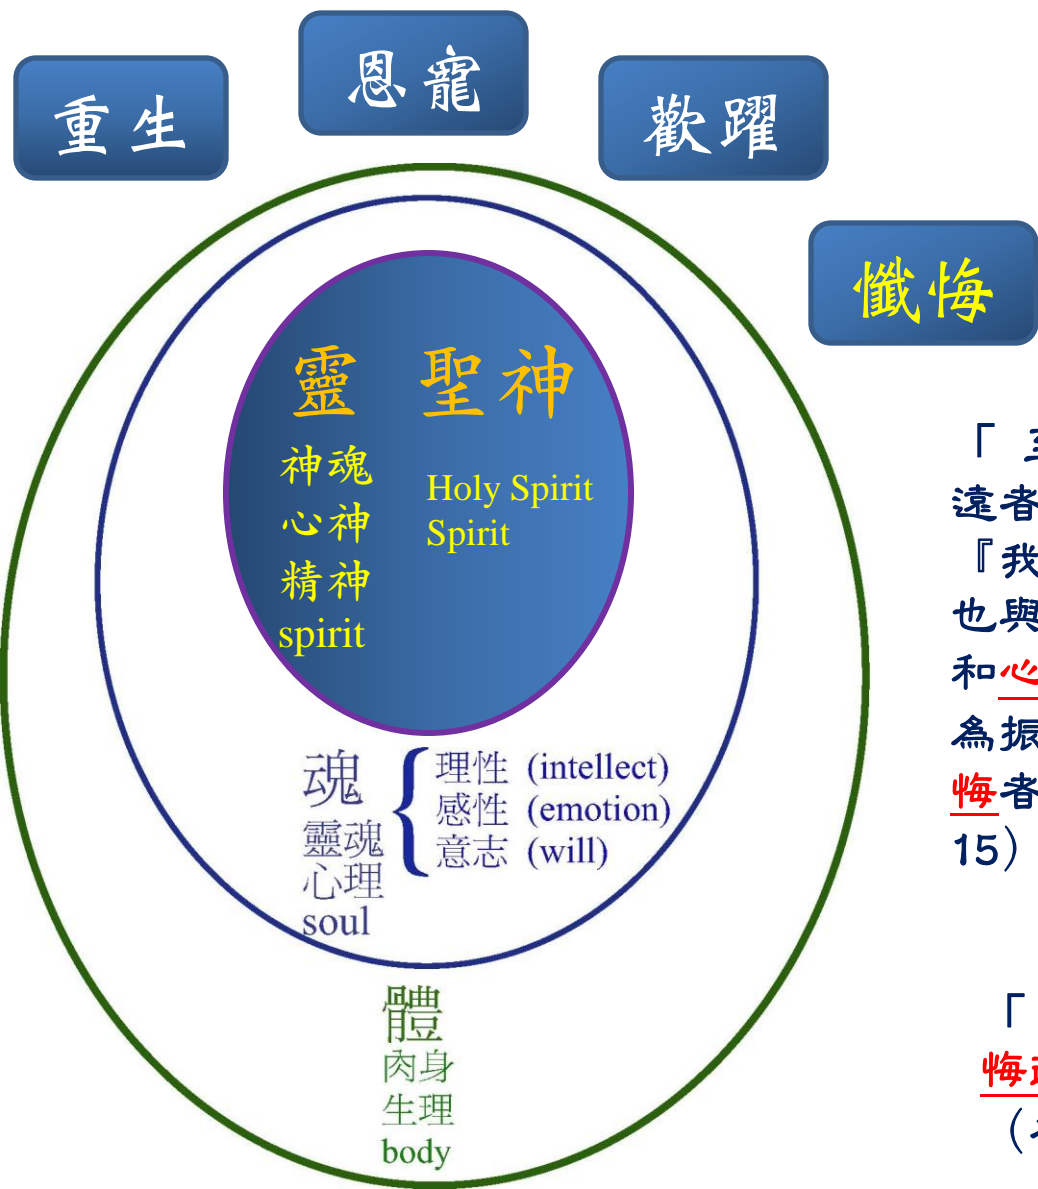 恩寵
重生
歡躍
懺悔
靈 聖神
神魂
心神
精神
spirit
Holy Spirit
Spirit
魂
靈魂
心理
soul
理性 (intellect)
感性 (emotion)
意志 (will)
體
肉身
生理
body
「
遠者
『我
也與
和心
為振
悔者
15)
「
悔
(